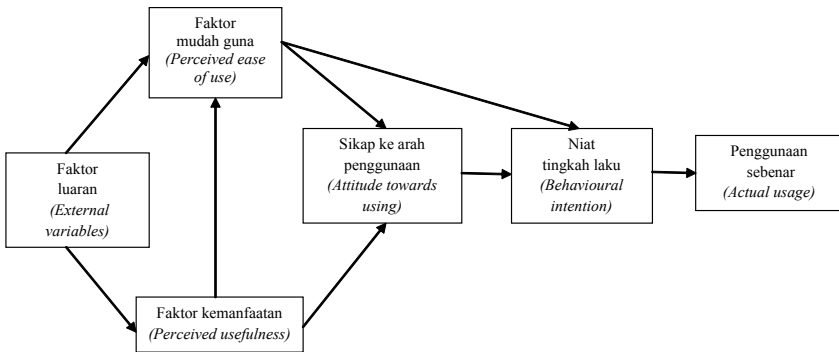 Faktor
mudah guna
(Perceived ease
of use)
Faktor
luaran
(External
variables)
Sikap ke arah
penggunaan
(Attitude towards
using)
Niat
tingkah laku
(Behavioural
intention)
Penggunaan
sebenar
(Actual usage)
Faktor kemanfaatan
(Perceived usefulness)